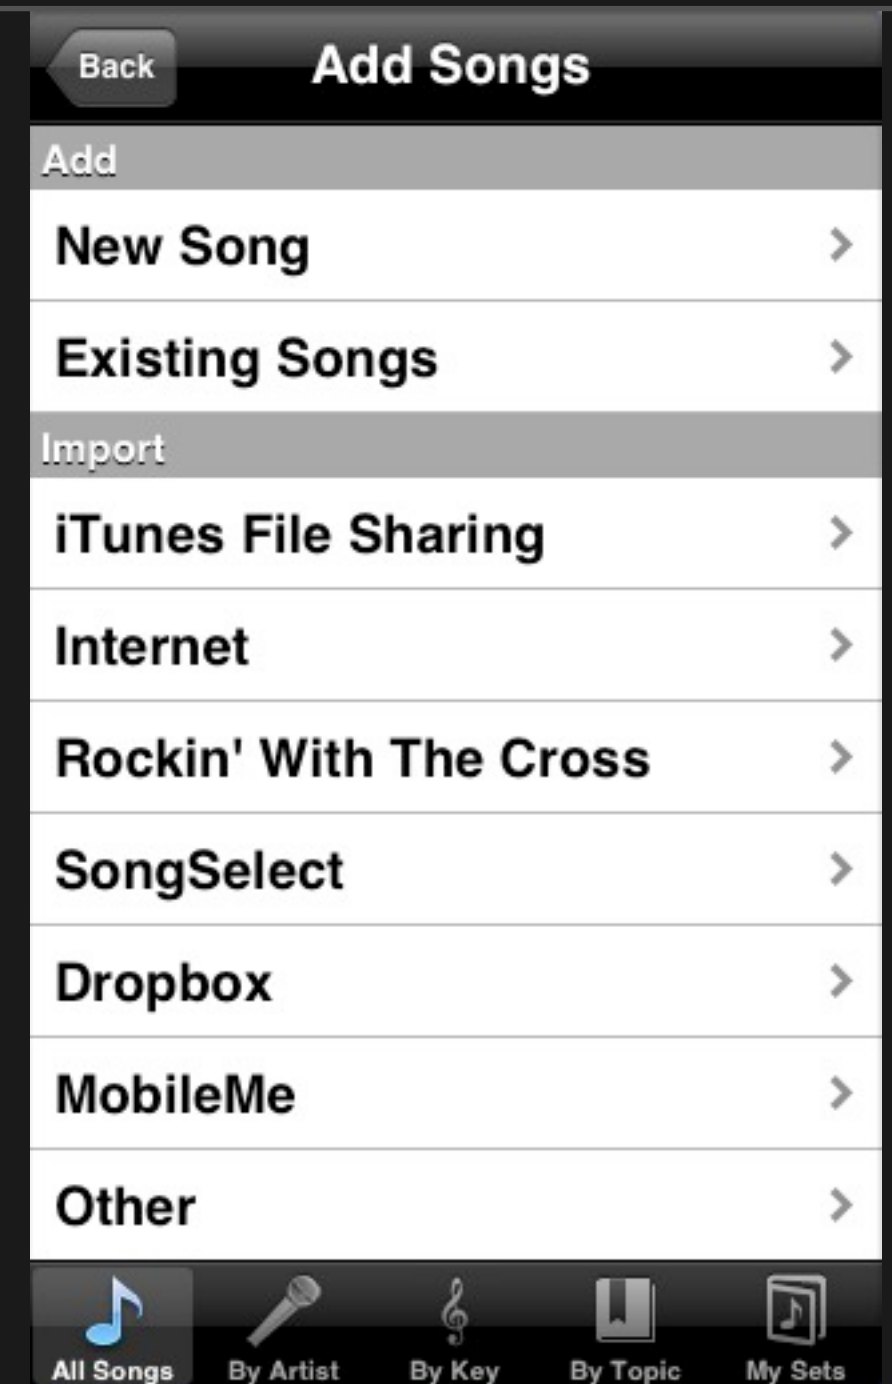 Back
Add Songs
Add
New Song
Existing Songs
Import
iTunes File Sharing
Internet
Rockin' With The Cross
SongSelect
Dropbox
MobileMe
Other
All Songs
By Artist
By Key
By Topic
My Sets